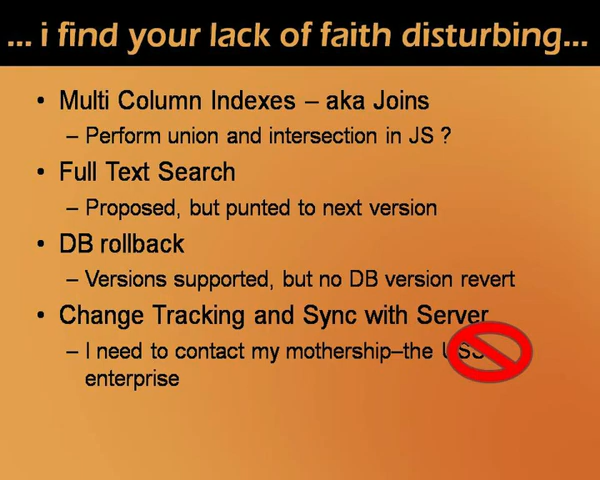 ... i find your lack of faith disturbing...
• Multi Column Indexes – aka Joins
– Perform union and intersection in JS ?
• Full Text Search
– Proposed, but punted to next version
• DB rollback
– Versions supported, but no DB version revert
• Change Tracking and Sync with Server
– I need to contact my mothership–the USS
enterprise